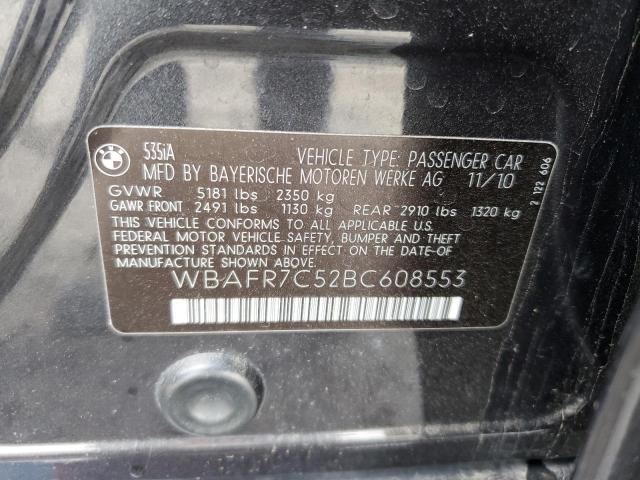 BMW
535iA
VEHICLE TYPE: PASSENGER CAR
MFD BY BAYERISCHE MOTOREN WERKE AG 11/10
GVWR 5181 lbs 2350 kg
GAWR FRONT 2491 lbs 1130 kg REAR 2910 lbs 1320 kg
THIS VEHICLE CONFORMS TO ALL APPLICABLE U.S.
FEDERAL MOTOR VEHICLE SAFETY, BUMPER, AND THEFT
PREVENTION STANDARDS IN EFFECT ON THE DATE OF
MANUFACTURE SHOWN ABOVE.
WBAFR7C52BC608553
2 122 606